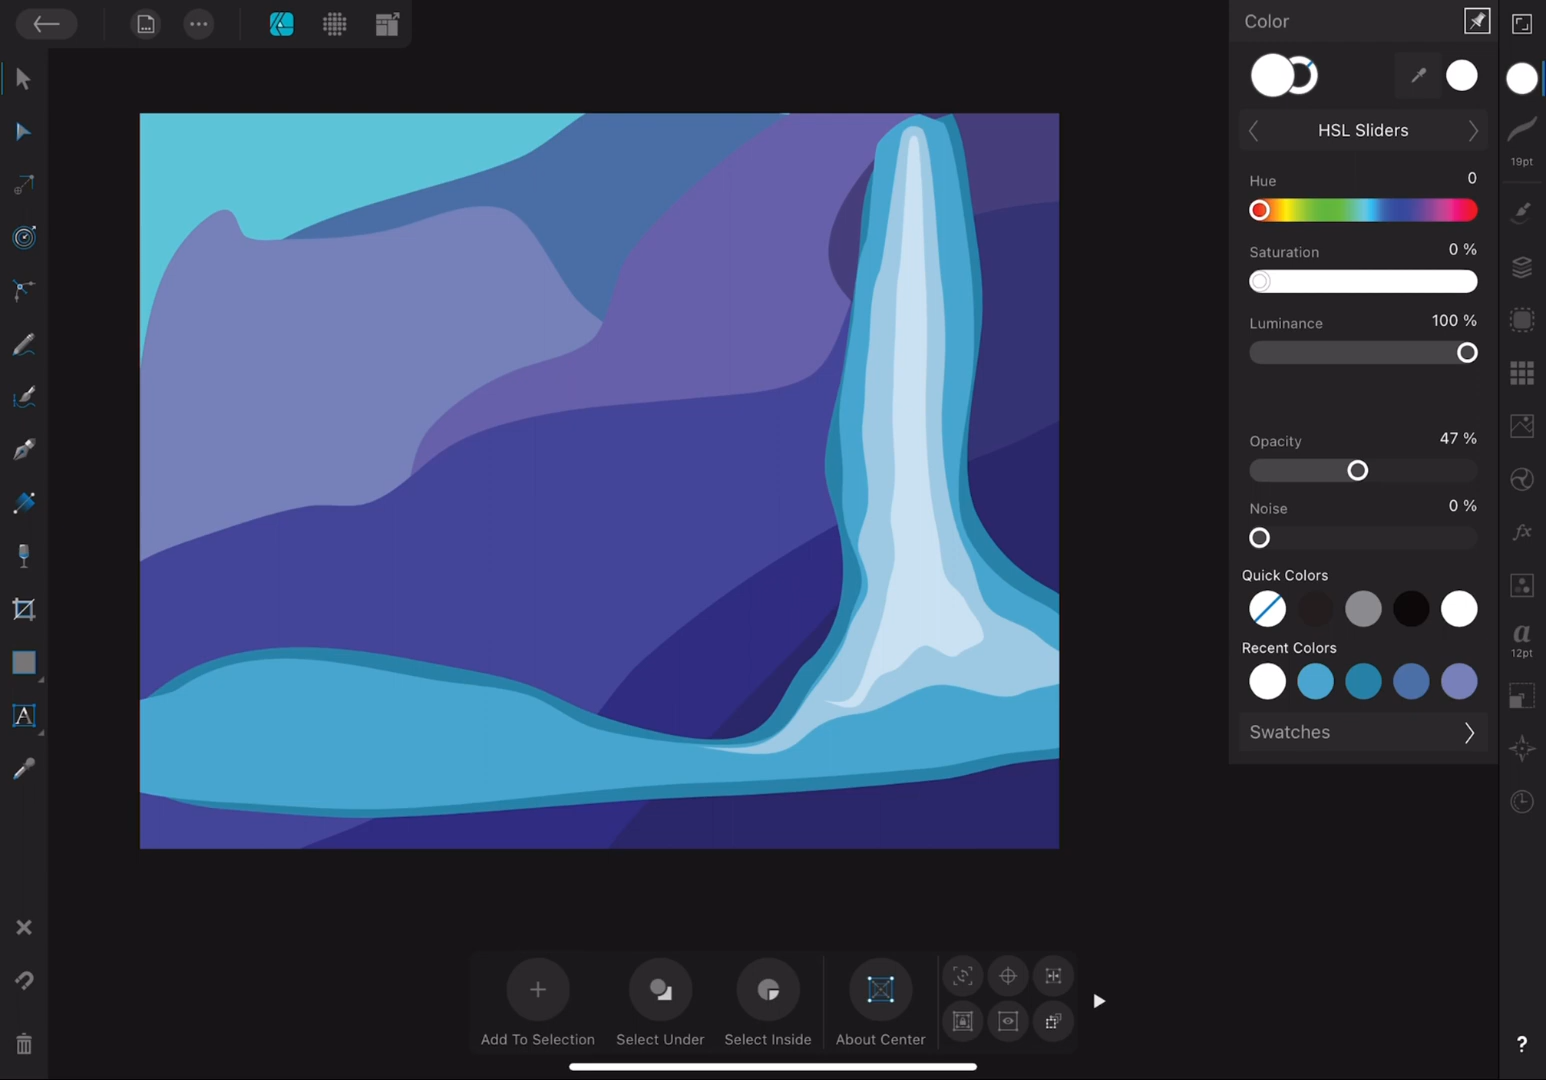 Color
HSL Sliders
19pt
Hue 0
Saturation 0 %
Luminance 100 %
Opacity 47 %
Noise 0 %
fx
Quick Colors
a
12pt
Recent Colors
Swatches
A
Add To Selection Select Under Select Inside About Center
?